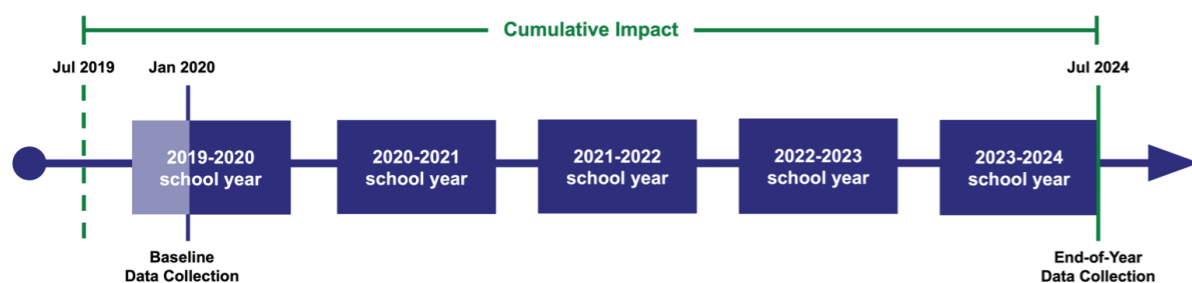 Cumulative Impact
Jul 2019
Jan 2020
Jul 2024
2019-2020
school year
2020-2021
school year
2021-2022
school year
2022-2023
school year
2023-2024
school year
Baseline
Data Collection
End-of-Year
Data Collection